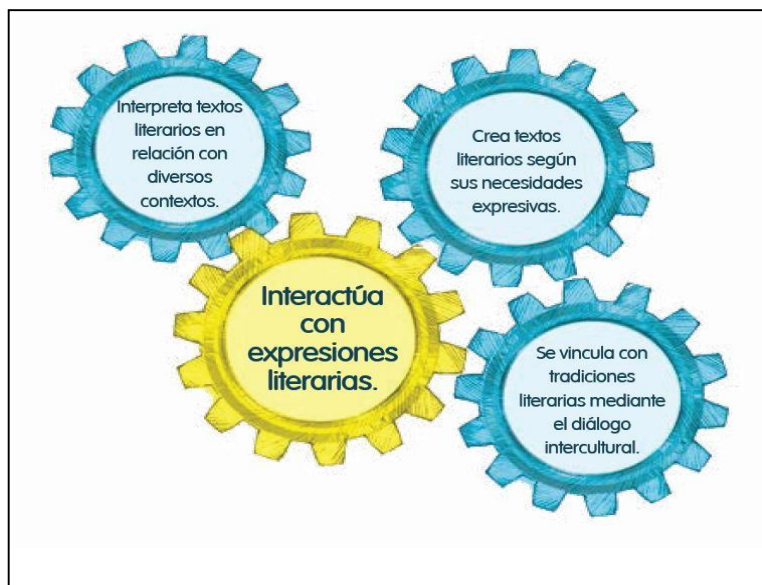 Interpreta textos
literarios en
relación con
diversos
contextos.
Crea textos
literarios según
sus necesidades
expresivas.
Interactúa
con
expresiones
literarias.
Se vincula con
tradiciones
literarias mediante
el diálogo
intercultural.